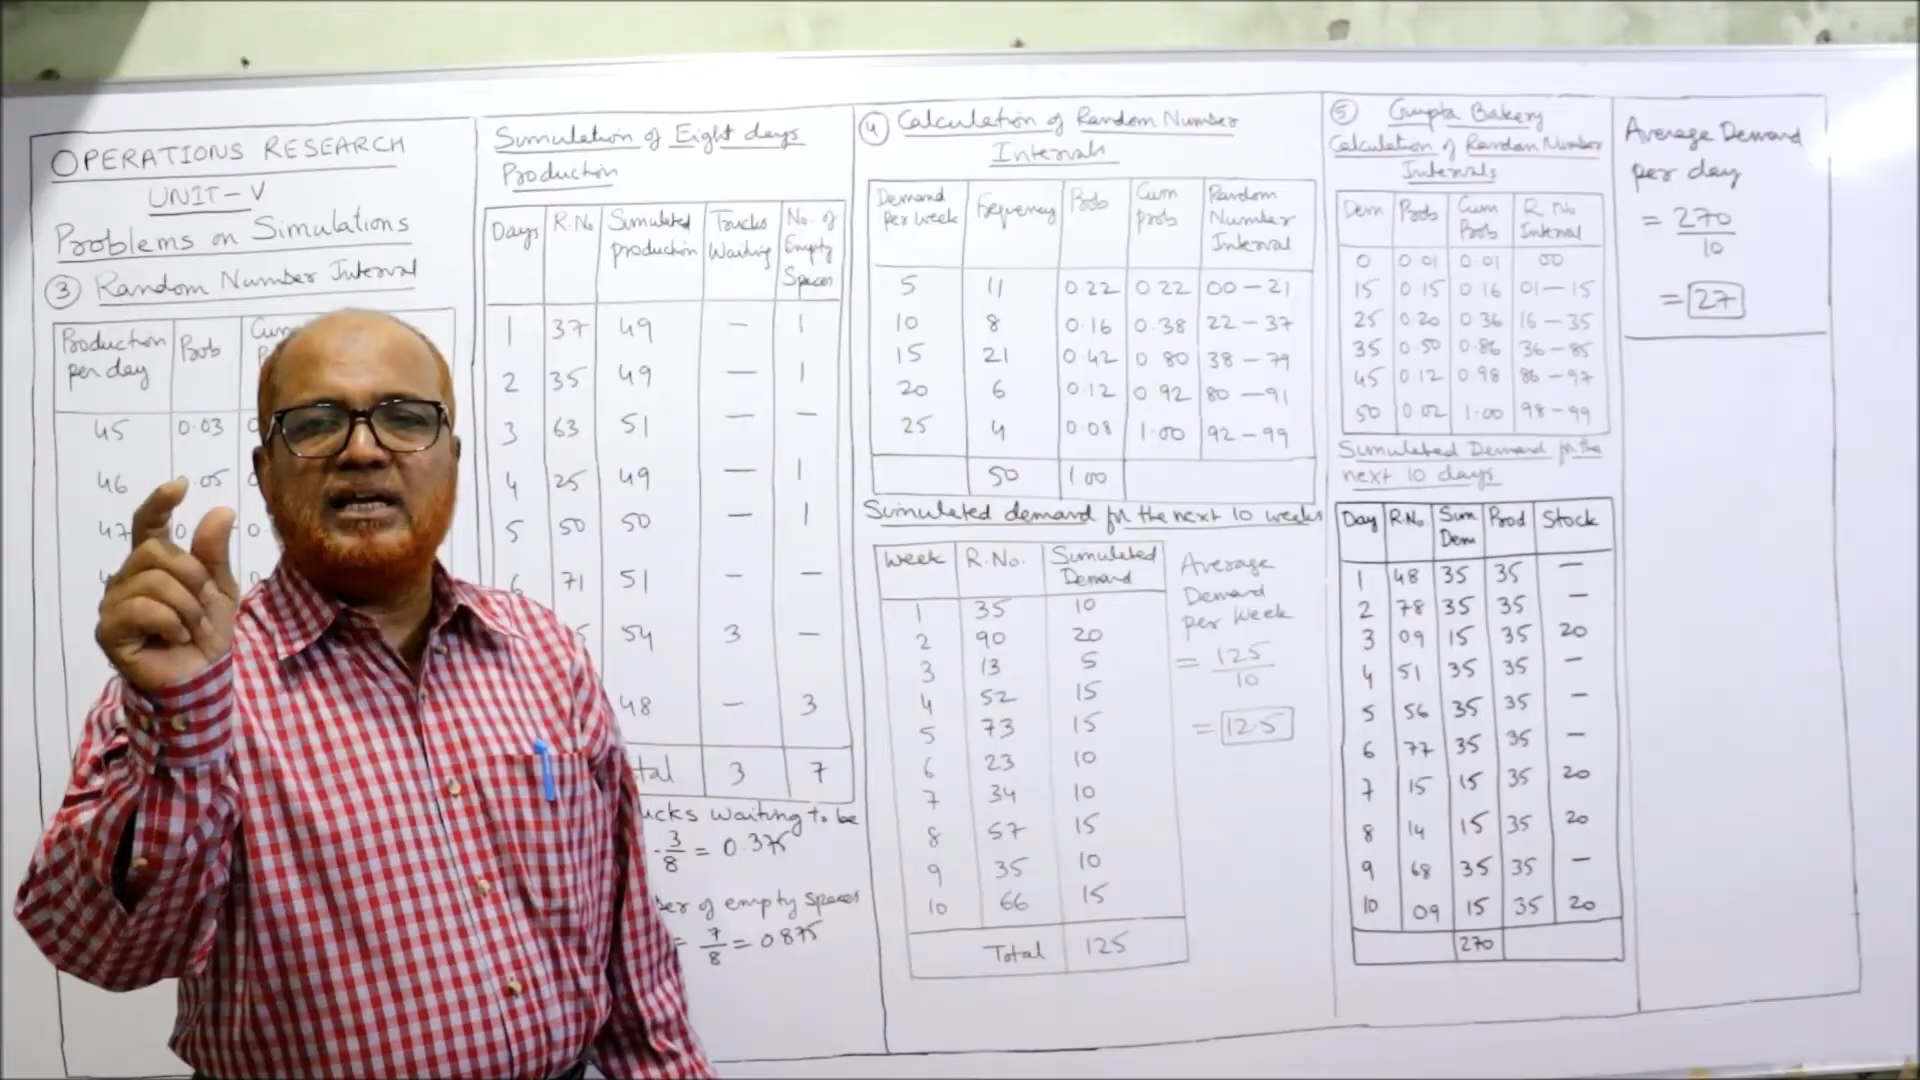 OPERATIONS RESEARCH
UNIT-V
Problems on Simulations
③ Random Number Interval
Production per day | Prob | Cum
45 | 0.03 | 0
46 | 0.05 | 0
47 | 0 | 0
Simulation of Eight days
Production
Days | R.No | Simulated production | Trucks Waiting | No. of Empty Spaces
1 | 37 | 49 | — | 1
2 | 35 | 49 | — | 1
3 | 63 | 51 | — | —
4 | 25 | 49 | — | 1
5 | 50 | 50 | — | 1
6 | 71 | 51 | - | —
54 | 3 | —
48 | — | 3
tal | 3 | 7
ucks waiting to be
3/8 = 0.375
ber of empty spaces
= 7/8 = 0.875
④ Calculation of Random Number
Intervals
Demand Per week | Frequency | Prob | Cum prob | Random Number Interval
5 | 11 | 0.22 | 0.22 | 00 – 21
10 | 8 | 0.16 | 0.38 | 22 – 37
15 | 21 | 0.42 | 0.80 | 38 – 79
20 | 6 | 0.12 | 0.92 | 80 – 91
25 | 4 | 0.08 | 1.00 | 92 – 99
50 | 1.00
Simulated demand for the next 10 weeks
Week | R.No. | Simulated Demand
1 | 35 | 10
2 | 90 | 20
3 | 13 | 5
4 | 52 | 15
5 | 73 | 15
6 | 23 | 10
7 | 34 | 10
8 | 57 | 15
9 | 35 | 10
10 | 66 | 15
Total | 125
Average
Demand
per week
= 125/10
= 12.5
⑤ Gupta Bakery
Calculation of Random Number
Intervals
Dem | Prob | Cum Prob | R No Interval
0 | 0.01 | 0.01 | 00
15 | 0.15 | 0.16 | 01 – 15
25 | 0.20 | 0.36 | 16 – 35
35 | 0.50 | 0.86 | 36 – 85
45 | 0.12 | 0.98 | 86 – 97
50 | 0.02 | 1.00 | 98 – 99
Simulated Demand for the
next 10 days
Day | R.No | Sim Dem | Prod | Stock
1 | 48 | 35 | 35 | —
2 | 78 | 35 | 35 | —
3 | 09 | 15 | 35 | 20
4 | 51 | 35 | 35 | —
5 | 56 | 35 | 35 | —
6 | 77 | 35 | 35 | —
7 | 15 | 15 | 35 | 20
8 | 14 | 15 | 35 | 20
9 | 68 | 35 | 35 | —
10 | 09 | 15 | 35 | 20
270
Average Demand
per day
= 270/10
= 27